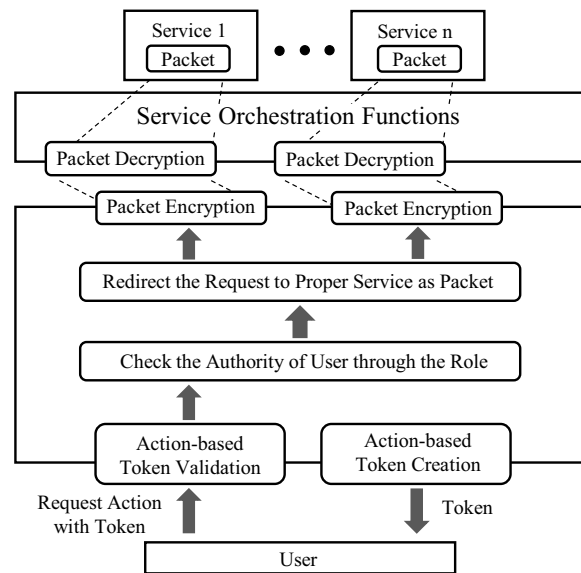 Service 1
Service n
Packet
Packet
Service Orchestration Functions
Packet Decryption
Packet Decryption
Packet Encryption
Packet Encryption
Redirect the Request to Proper Service as Packet
Check the Authority of User through the Role
Action-based
Token Validation
Action-based
Token Creation
Request Action
with Token
Token
User